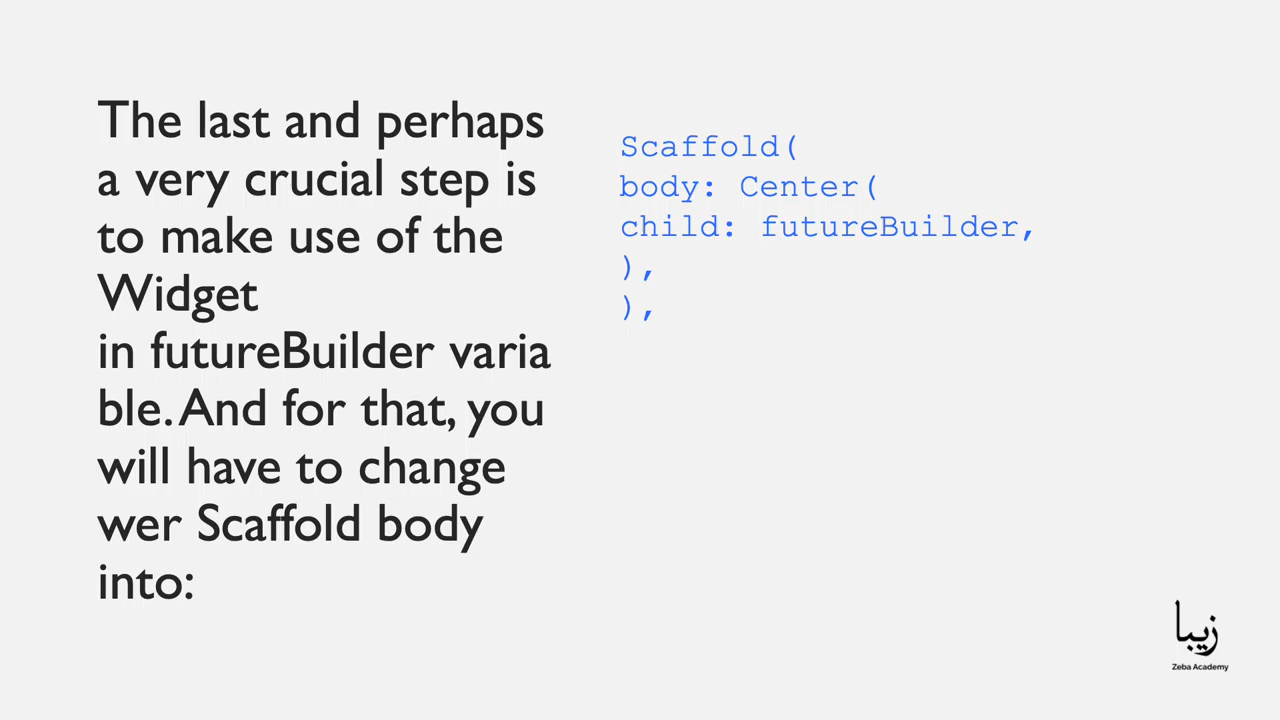 The last and perhaps
a very crucial step is
to make use of the
Widget
in futureBuilder varia
ble. And for that, you
will have to change
wer Scaffold body
into:
Scaffold(
body: Center(
child: futureBuilder,
),
),
زيبا
Zeba Academy